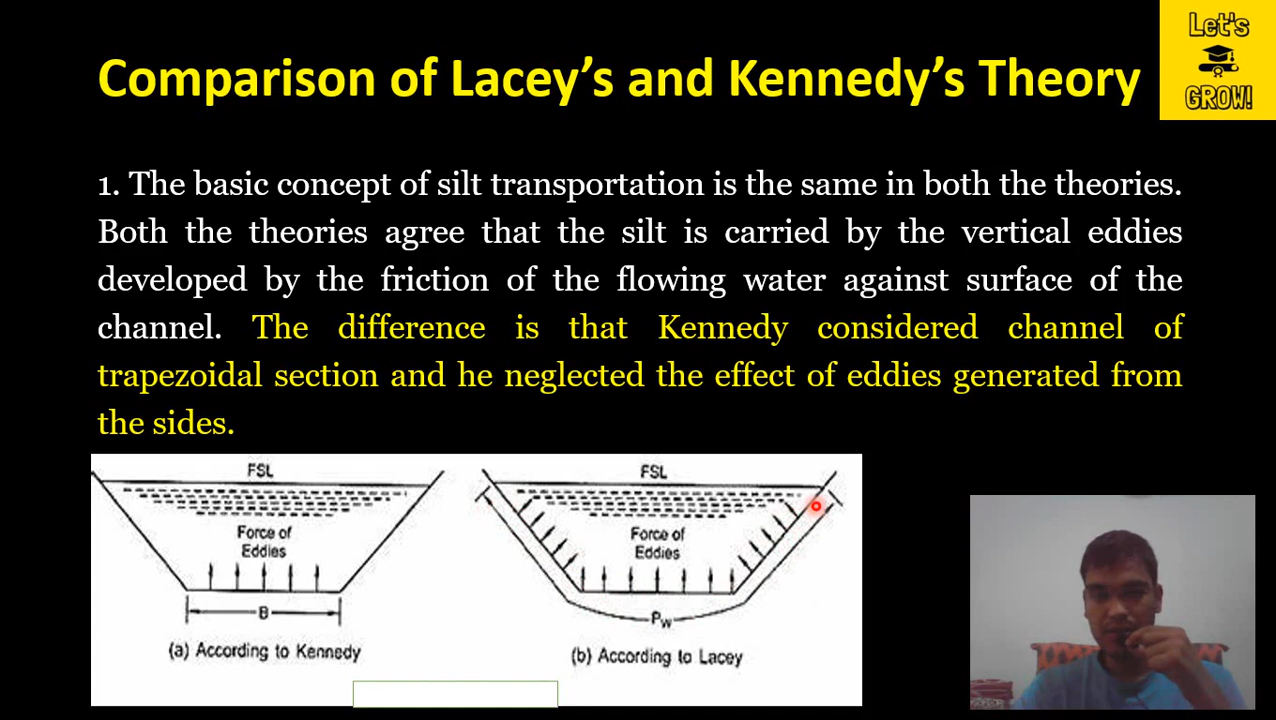 Let's
GROW!
Comparison of Lacey's and Kennedy's Theory
1. The basic concept of silt transportation is the same in both the theories.
Both the theories agree that the silt is carried by the vertical eddies
developed by the friction of the flowing water against surface of the
channel. The difference is that Kennedy considered channel of
trapezoidal section and he neglected the effect of eddies generated from
the sides.
FSL
Force of
Eddies
B
(a) According to Kennedy
FSL
Force of
Eddies
Pw
(b) According to Lacey